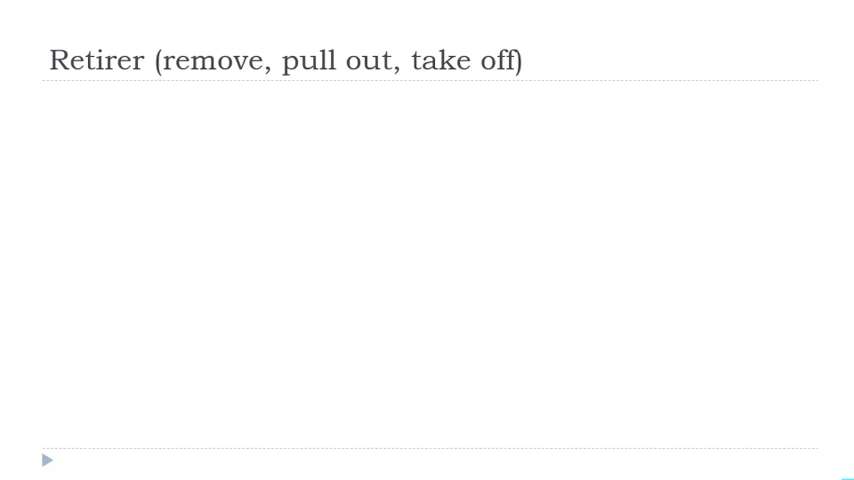 Retirer (remove, pull out, take off)